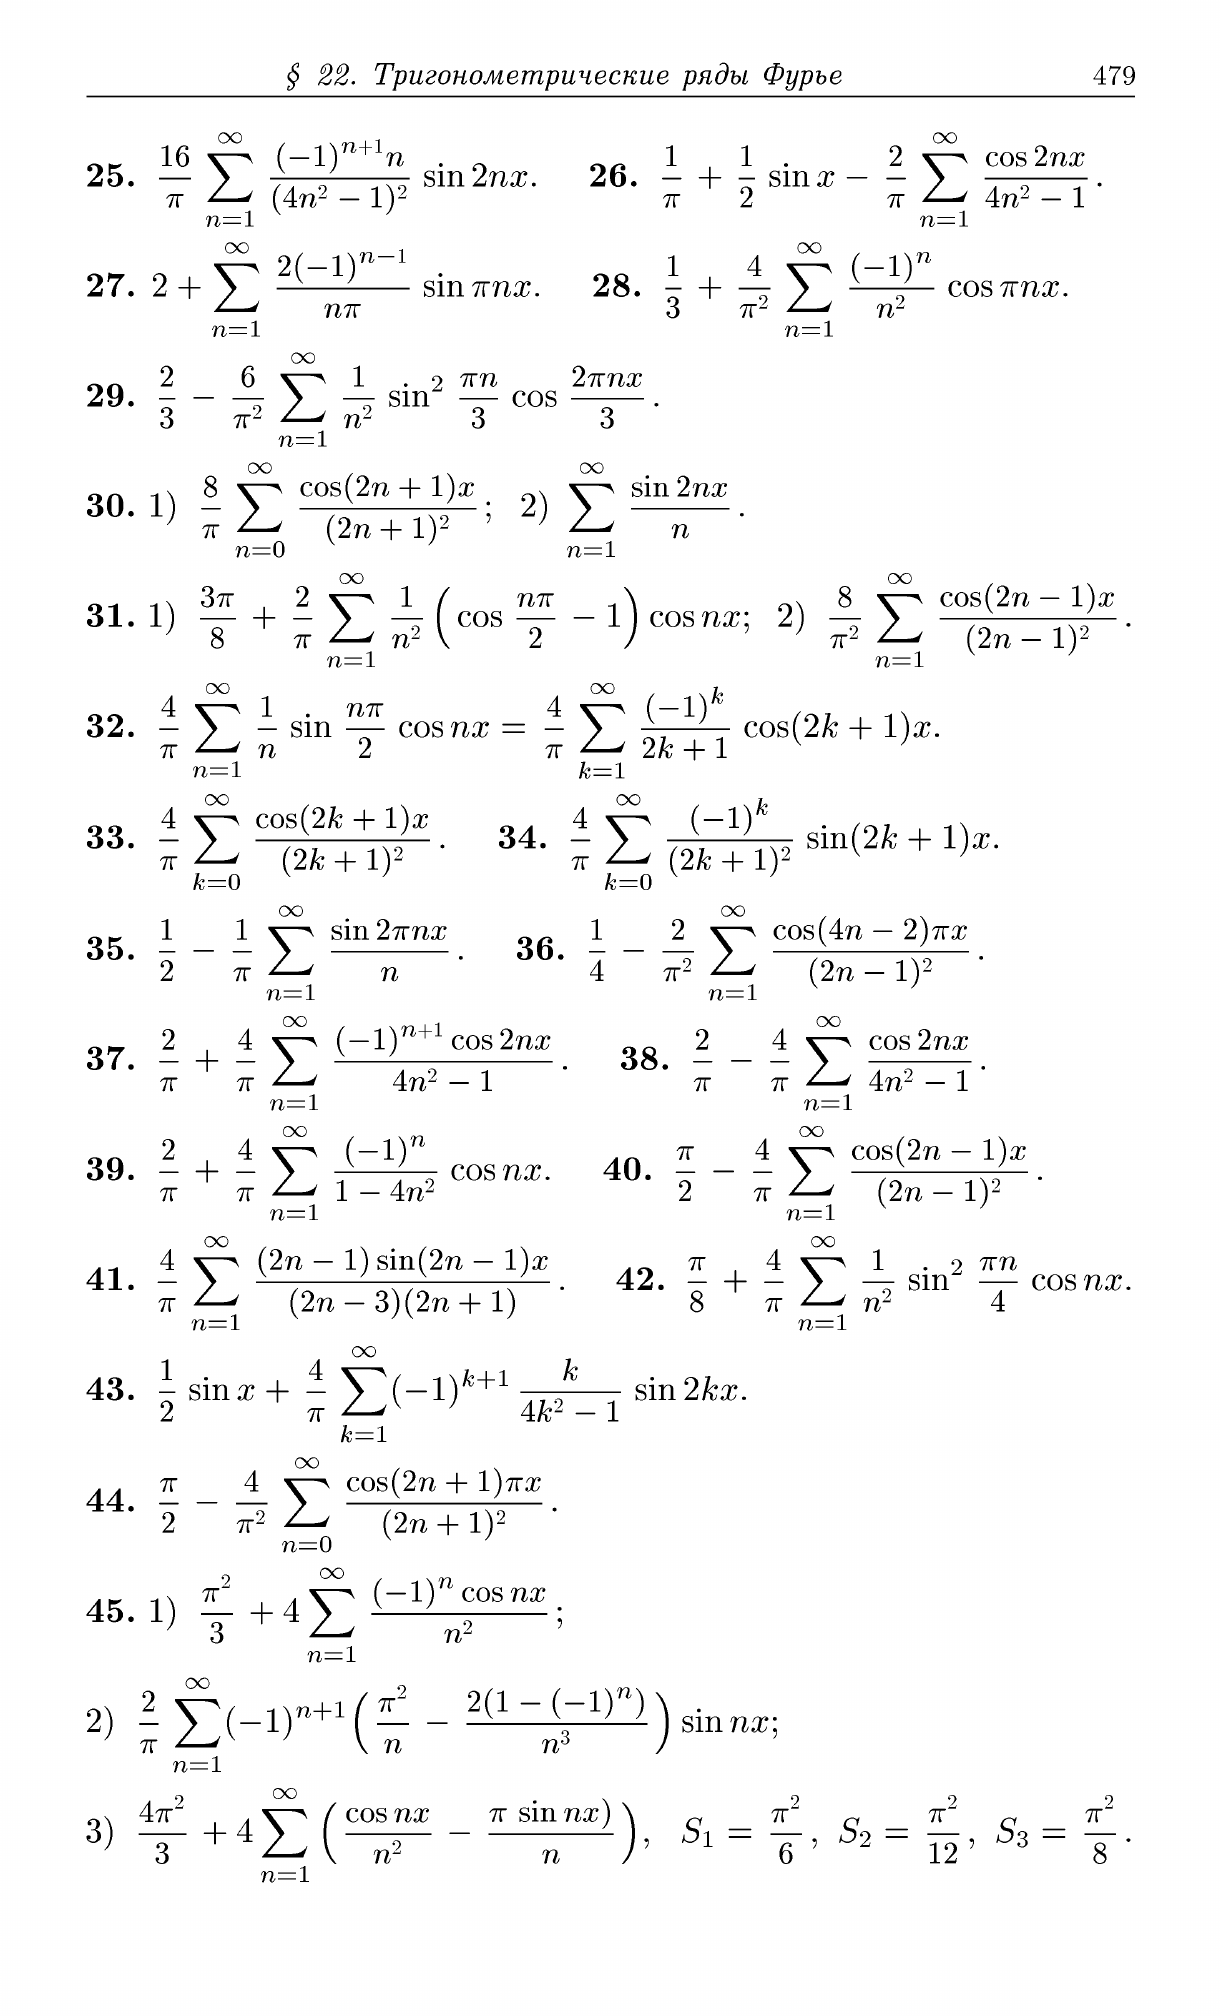 § 22. Тригонометрические ряды Фурье 479
25. $\frac{16}{\pi} \sum_{n=1}^{\infty} \frac{(-1)^{n+1} n}{(4n^2 - 1)^2} \sin 2nx.$ 26. $\frac{1}{\pi} + \frac{1}{2} \sin x - \frac{2}{\pi} \sum_{n=1}^{\infty} \frac{\cos 2nx}{4n^2 - 1}.$
27. $2 + \sum_{n=1}^{\infty} \frac{2(-1)^{n-1}}{n\pi} \sin \pi nx.$ 28. $\frac{1}{3} + \frac{4}{\pi^2} \sum_{n=1}^{\infty} \frac{(-1)^n}{n^2} \cos \pi nx.$
29. $\frac{2}{3} - \frac{6}{\pi^2} \sum_{n=1}^{\infty} \frac{1}{n^2} \sin^2 \frac{\pi n}{3} \cos \frac{2\pi nx}{3}.$
30. 1) $\frac{8}{\pi} \sum_{n=0}^{\infty} \frac{\cos(2n + 1)x}{(2n + 1)^2};$ 2) $\sum_{n=1}^{\infty} \frac{\sin 2nx}{n}.$
31. 1) $\frac{3\pi}{8} + \frac{2}{\pi} \sum_{n=1}^{\infty} \frac{1}{n^2} \left( \cos \frac{n\pi}{2} - 1 \right) \cos nx;$ 2) $\frac{8}{\pi^2} \sum_{n=1}^{\infty} \frac{\cos(2n - 1)x}{(2n - 1)^2}.$
32. $\frac{4}{\pi} \sum_{n=1}^{\infty} \frac{1}{n} \sin \frac{n\pi}{2} \cos nx = \frac{4}{\pi} \sum_{k=1}^{\infty} \frac{(-1)^k}{2k + 1} \cos(2k + 1)x.$
33. $\frac{4}{\pi} \sum_{k=0}^{\infty} \frac{\cos(2k + 1)x}{(2k + 1)^2}.$ 34. $\frac{4}{\pi} \sum_{k=0}^{\infty} \frac{(-1)^k}{(2k + 1)^2} \sin(2k + 1)x.$
35. $\frac{1}{2} - \frac{1}{\pi} \sum_{n=1}^{\infty} \frac{\sin 2\pi nx}{n}.$ 36. $\frac{1}{4} - \frac{2}{\pi^2} \sum_{n=1}^{\infty} \frac{\cos(4n - 2)\pi x}{(2n - 1)^2}.$
37. $\frac{2}{\pi} + \frac{4}{\pi} \sum_{n=1}^{\infty} \frac{(-1)^{n+1} \cos 2nx}{4n^2 - 1}.$ 38. $\frac{2}{\pi} - \frac{4}{\pi} \sum_{n=1}^{\infty} \frac{\cos 2nx}{4n^2 - 1}.$
39. $\frac{2}{\pi} + \frac{4}{\pi} \sum_{n=1}^{\infty} \frac{(-1)^n}{1 - 4n^2} \cos nx.$ 40. $\frac{\pi}{2} - \frac{4}{\pi} \sum_{n=1}^{\infty} \frac{\cos(2n - 1)x}{(2n - 1)^2}.$
41. $\frac{4}{\pi} \sum_{n=1}^{\infty} \frac{(2n - 1) \sin(2n - 1)x}{(2n - 3)(2n + 1)}.$ 42. $\frac{\pi}{8} + \frac{4}{\pi} \sum_{n=1}^{\infty} \frac{1}{n^2} \sin^2 \frac{\pi n}{4} \cos nx.$
43. $\frac{1}{2} \sin x + \frac{4}{\pi} \sum_{k=1}^{\infty} (-1)^{k+1} \frac{k}{4k^2 - 1} \sin 2kx.$
44. $\frac{\pi}{2} - \frac{4}{\pi^2} \sum_{n=0}^{\infty} \frac{\cos(2n + 1)\pi x}{(2n + 1)^2}.$
45. 1) $\frac{\pi^2}{3} + 4 \sum_{n=1}^{\infty} \frac{(-1)^n \cos nx}{n^2};$
2) $\frac{2}{\pi} \sum_{n=1}^{\infty} (-1)^{n+1} \left( \frac{\pi^2}{n} - \frac{2(1 - (-1)^n)}{n^3} \right) \sin nx;$
3) $\frac{4\pi^2}{3} + 4 \sum_{n=1}^{\infty} \left( \frac{\cos nx}{n^2} - \frac{\pi \sin nx)}{n} \right),$ $S_1 = \frac{\pi^2}{6},$ $S_2 = \frac{\pi^2}{12},$ $S_3 = \frac{\pi^2}{8}.$